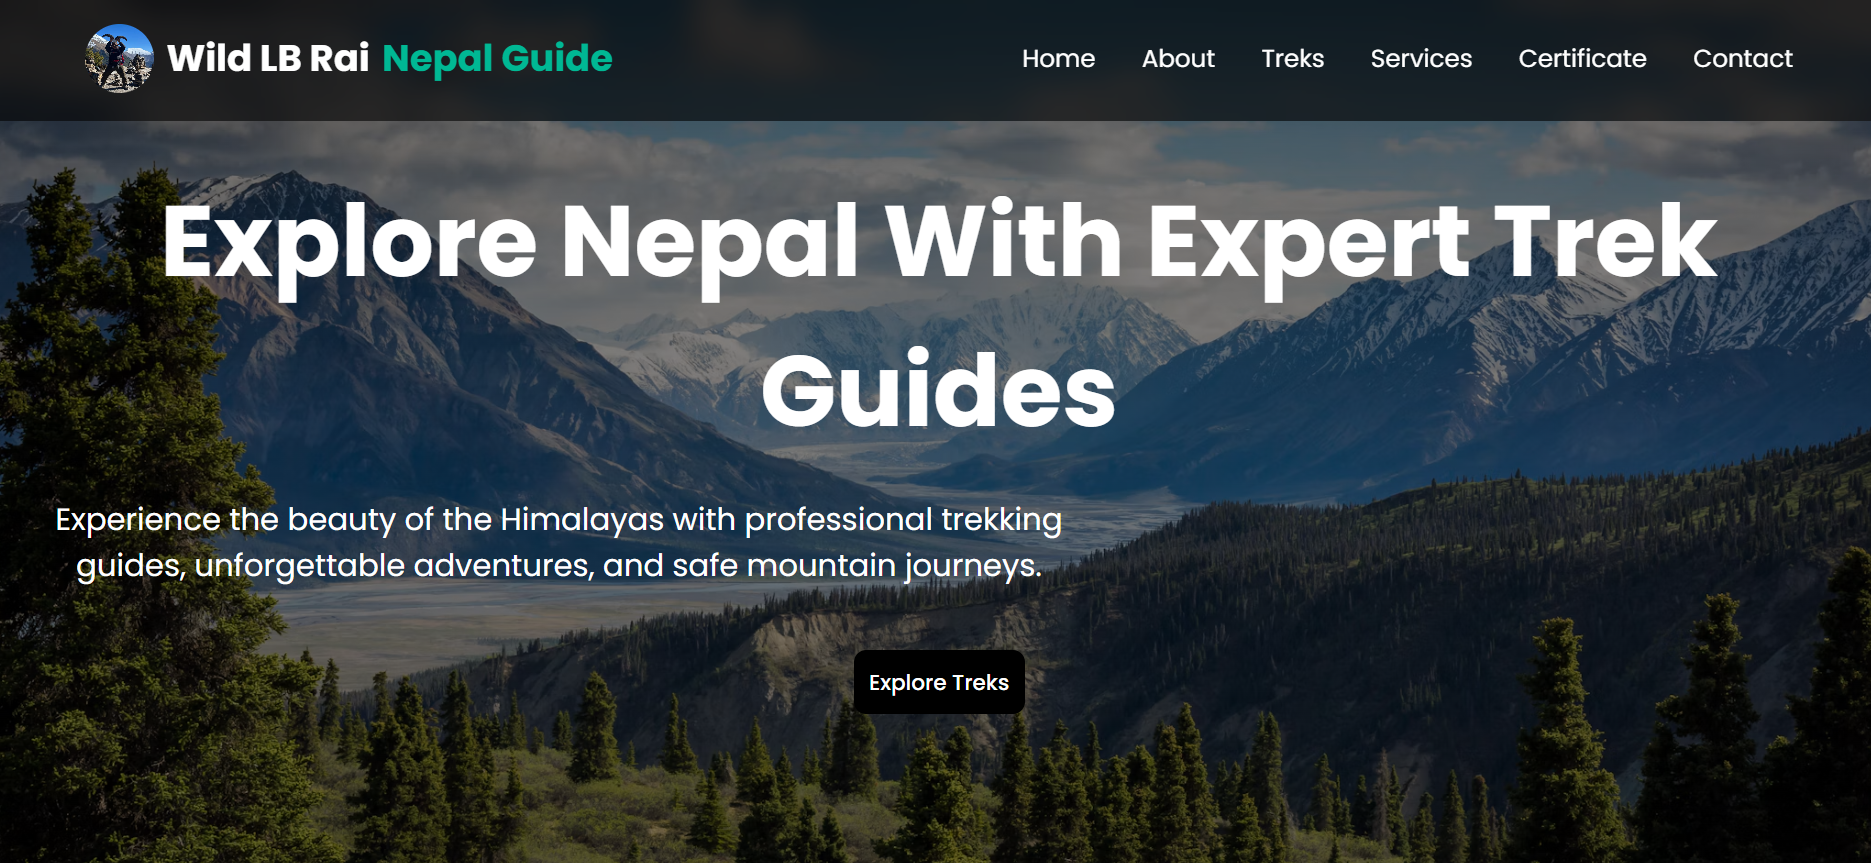 Wild LB Rai Nepal Guide
Home About Treks Services Certificate Contact
Explore Nepal With Expert Trek
Guides
Experience the beauty of the Himalayas with professional trekking
guides, unforgettable adventures, and safe mountain journeys.
Explore Treks